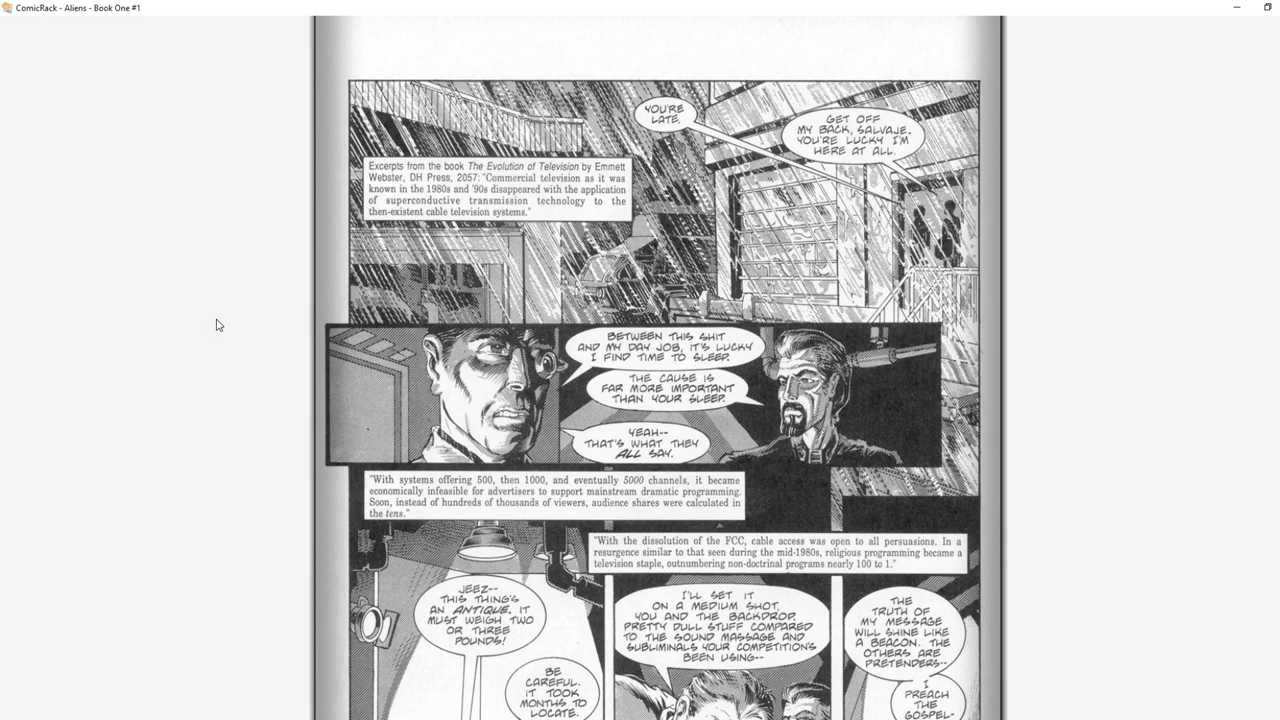 ComicRack - Aliens - Book One #1
YOU'RE
LATE.
GET OFF
MY BACK, SALVAJE.
YOU'RE LUCKY I'M
HERE AT ALL.
Excerpts from the book The Evolution of Television by Emmett
Webster, DH Press, 2057: "Commercial television as it was
known in the 1980s and '90s disappeared with the application
of superconductive transmission technology to the
then-existent cable television systems."
BETWEEN THIS SHIT
AND MY DAY JOB, IT'S LUCKY
I FIND TIME TO SLEEP.
THE CAUSE IS
FAR MORE IMPORTANT
THAN YOUR SLEEP.
YEAH--
THAT'S WHAT THEY
ALL SAY.
"With systems offering 500, then 1000, and eventually 5000 channels, it became
economically infeasible for advertisers to support mainstream dramatic programming.
Soon, instead of hundreds of thousands of viewers, audience shares were calculated in
the tens."
"With the dissolution of the FCC, cable access was open to all persuasions. In a
resurgence similar to that seen during the mid-1980s, religious programming became a
television staple, outnumbering non-doctrinal programs nearly 100 to 1."
JEEZ--
THIS THING'S
AN ANTIQUE. IT
MUST WEIGH TWO
OR THREE
POUNDS!
BE
CAREFUL.
IT TOOK
MONTHS TO
LOCATE.
I'LL SET IT
ON A MEDIUM SHOT,
YOU AND THE BACKDROP.
PRETTY DULL STUFF COMPARED
TO THE SOUND MASSAGE AND
SUBLIMINALS YOUR COMPETITION'S
BEEN USING--
THE
TRUTH OF
MY MESSAGE
WILL SHINE LIKE
A BEACON. THE
OTHERS ARE
PRETENDERS--
I
PREACH
THE
GOSPEL-